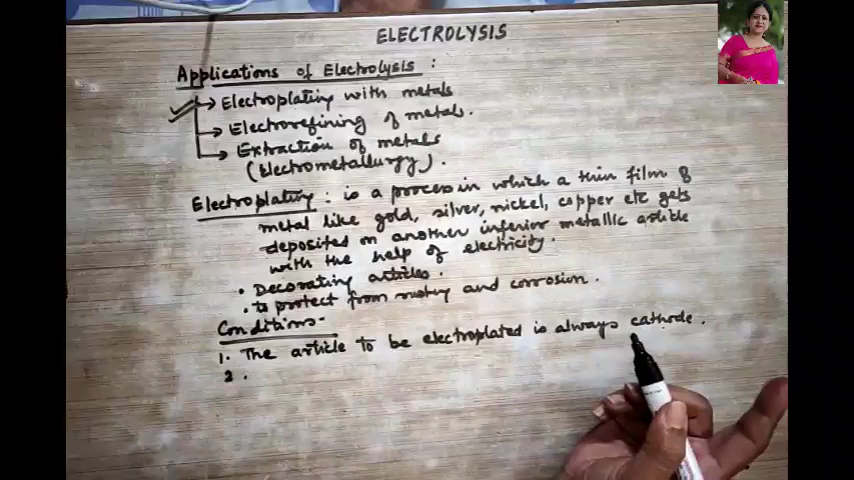 ELECTROLYSIS
Applications of Electrolysis :
→ Electroplating with metals
→ Electrorefining of metals.
→ Extraction of metals
(Electrometallurgy).
Electroplating : is a process in which a thin film of
metal like gold, silver, nickel, copper etc gets
deposited on another inferior metallic article
with the help of electricity.
• Decorating articles.
• to protect from rusting and corrosion.
Conditions-
1. The article to be electroplated is always cathode.
2.